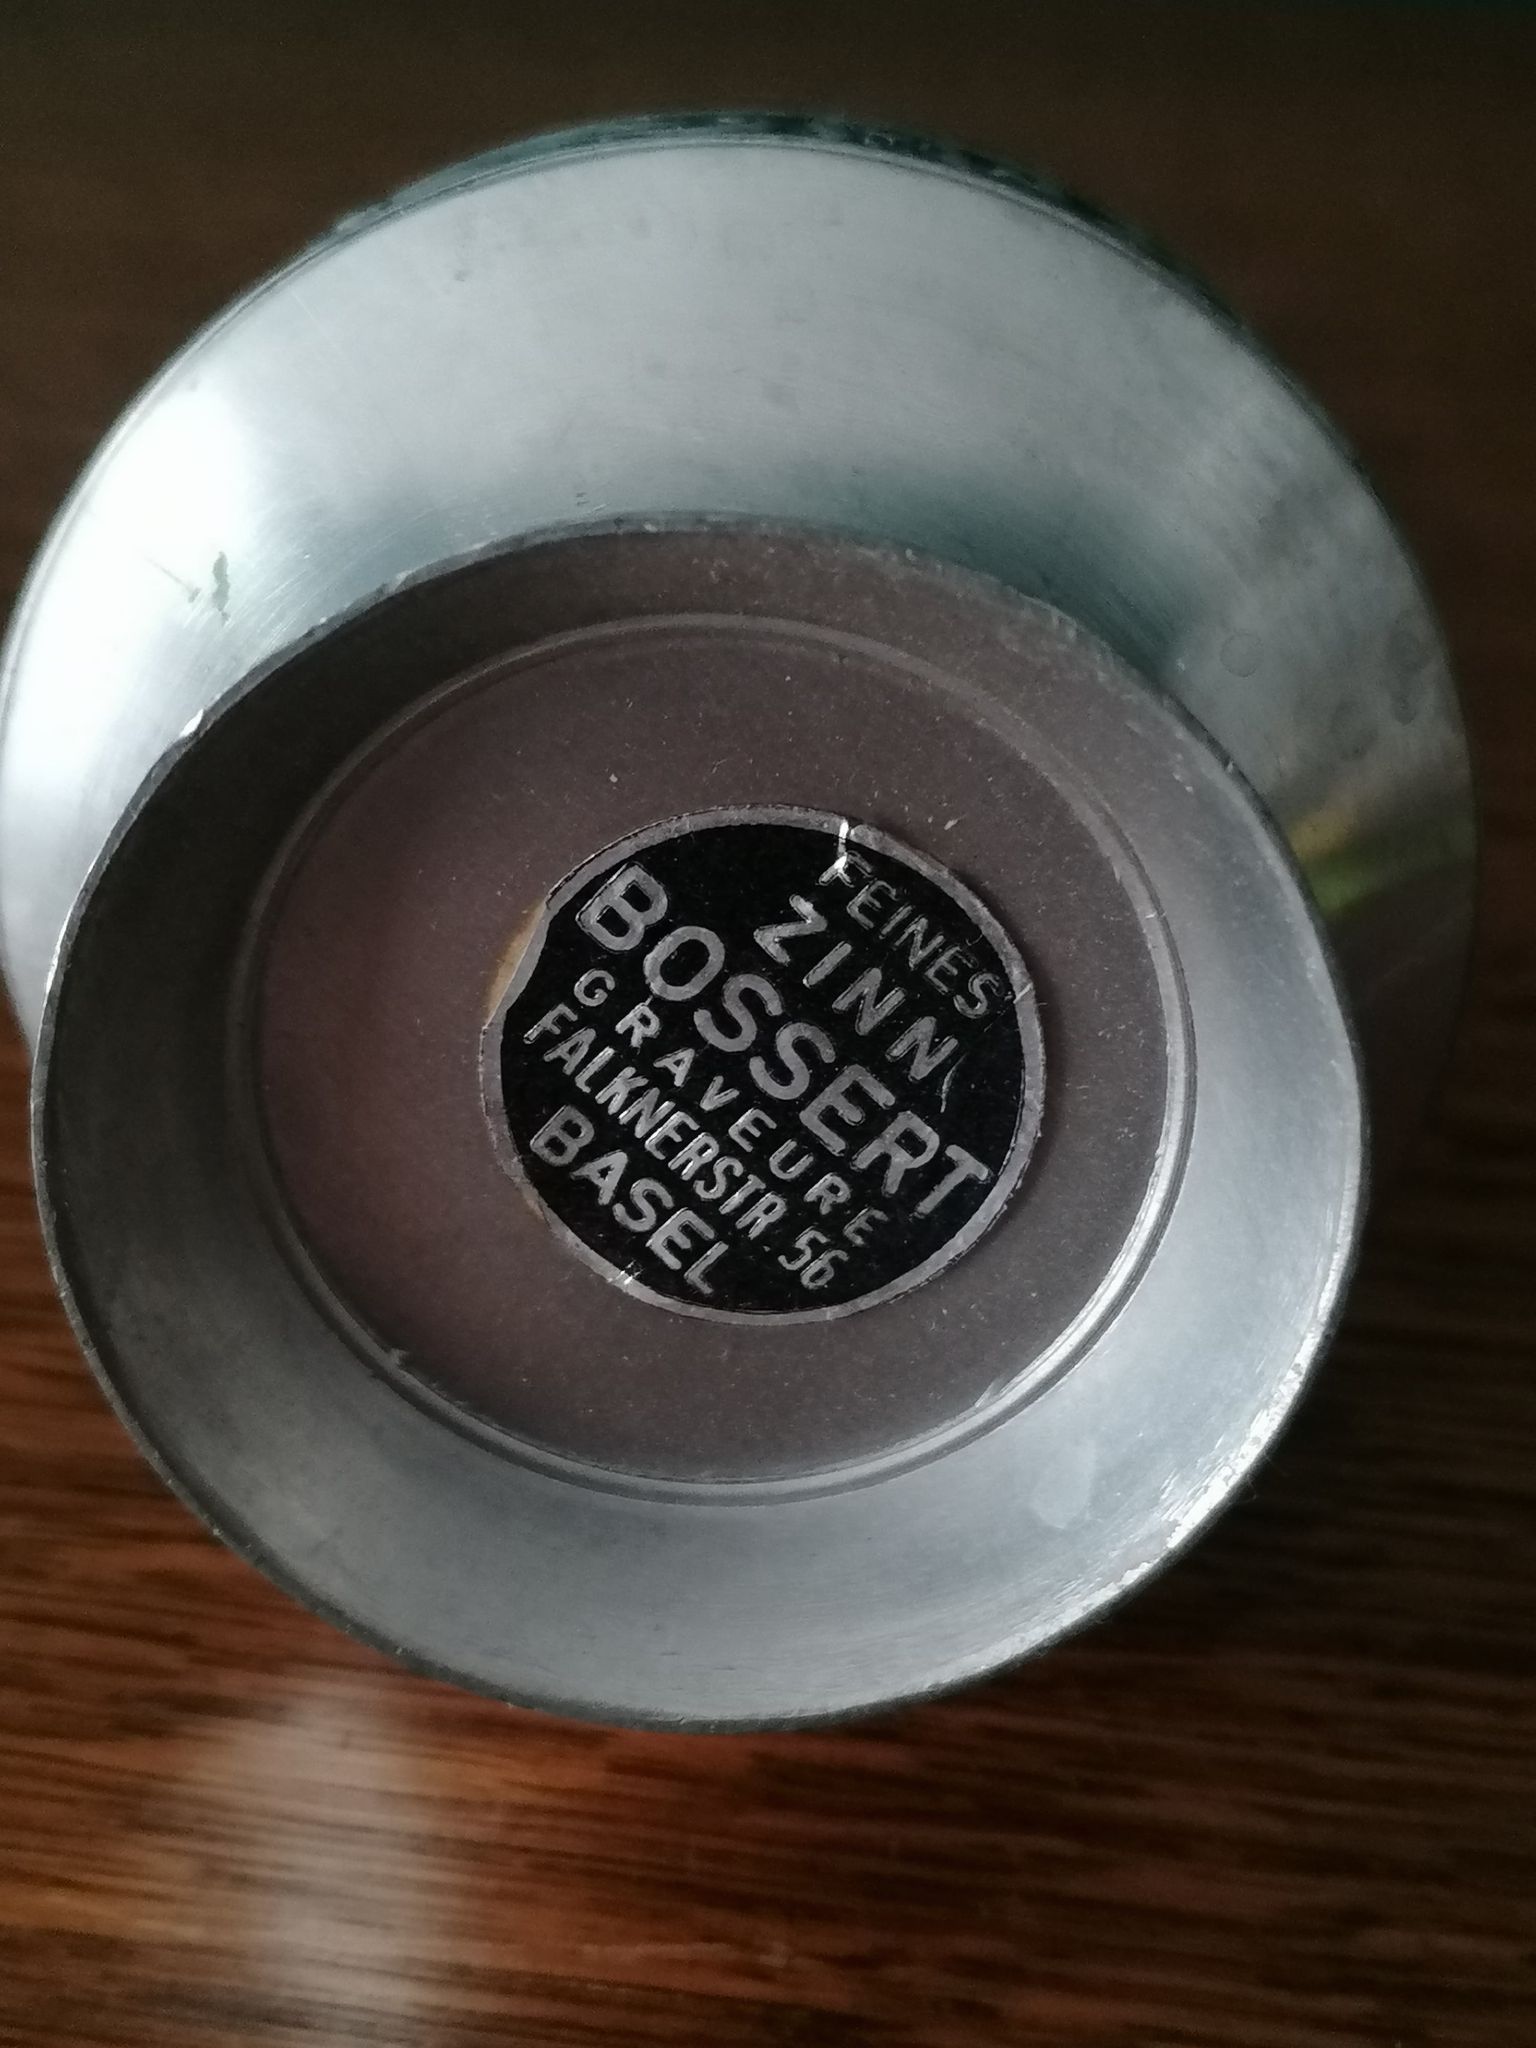 FEINES
ZINN
BOSSERT
GRAVEURE
FALKNERSTR. 56
BASEL